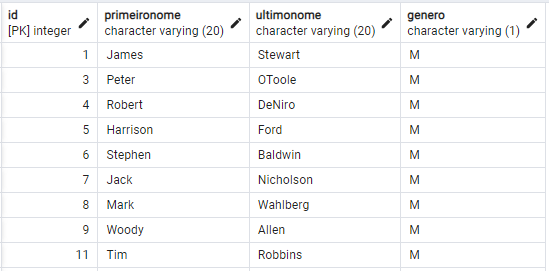 id primeironome ultimonome genero
[PK] integer character varying (20) character varying (20) character varying (1)
1 James Stewart M
3 Peter OToole M
4 Robert DeNiro M
5 Harrison Ford M
6 Stephen Baldwin M
7 Jack Nicholson M
8 Mark Wahlberg M
9 Woody Allen M
11 Tim Robbins M